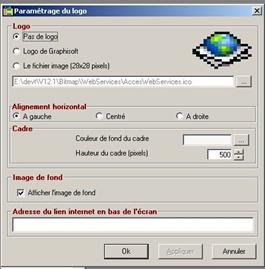 Paramétrage du logo
Logo
Pas de logo
Logo de Graphisoft
Le fichier image (28x28 pixels)
E:\devt\V12.1\Bitmap\WebServices\AccesWebServices.ico ...
Alignement horizontal
A gauche Centré A droite
Cadre
Couleur de fond du cadre ...
Hauteur du cadre (pixels) 500
Image de fond
Afficher l'image de fond
Adresse du lien internet en bas de l'écran
Ok Appliquer Annuler